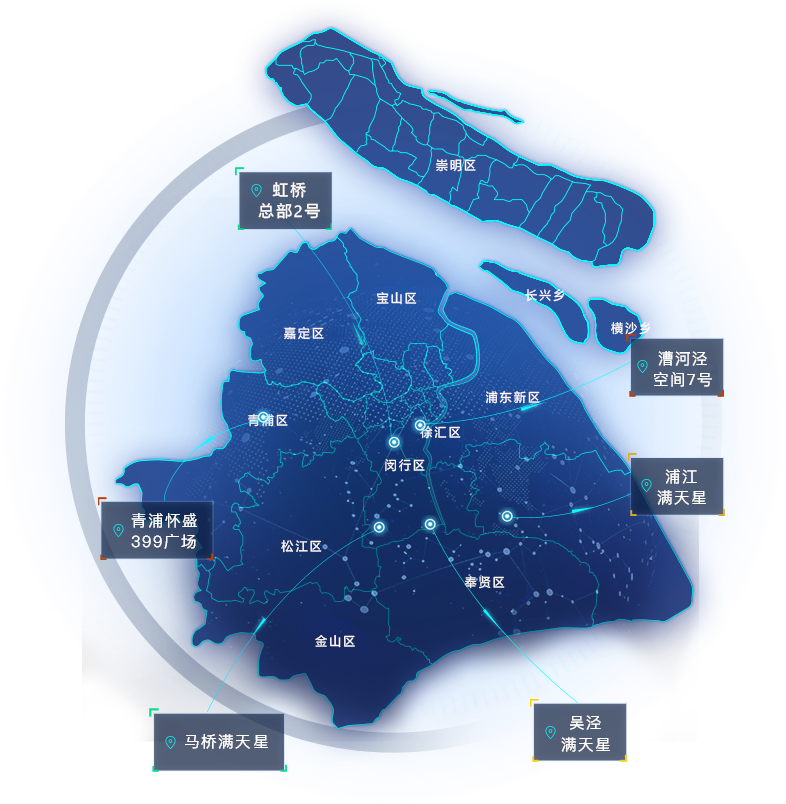 崇明区
虹桥
总部2号
长兴乡
宝山区
横沙乡
嘉定区
漕河泾
空间7号
浦东新区
青浦区
徐汇区
闵行区
浦江
满天星
青浦怀盛
399广场
松江区
奉贤区
金山区
吴泾
满天星
马桥满天星